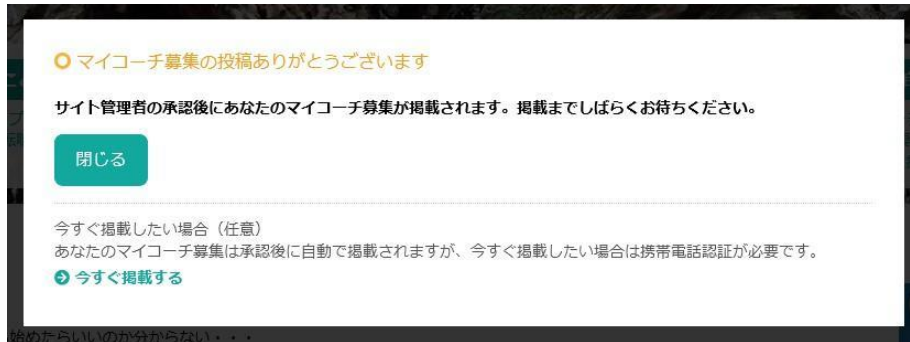 マイコーチ募集の投稿ありがとうございます
サイト管理者の承認後にあなたのマイコーチ募集が掲載されます。掲載までしばらくお待ちください。
閉じる
今すぐ掲載したい場合（任意）
あなたのマイコーチ募集は承認後に自動で掲載されますが、今すぐ掲載したい場合は携帯電話認証が必要です。
今すぐ掲載する
始めたらいいのか分からない・・・